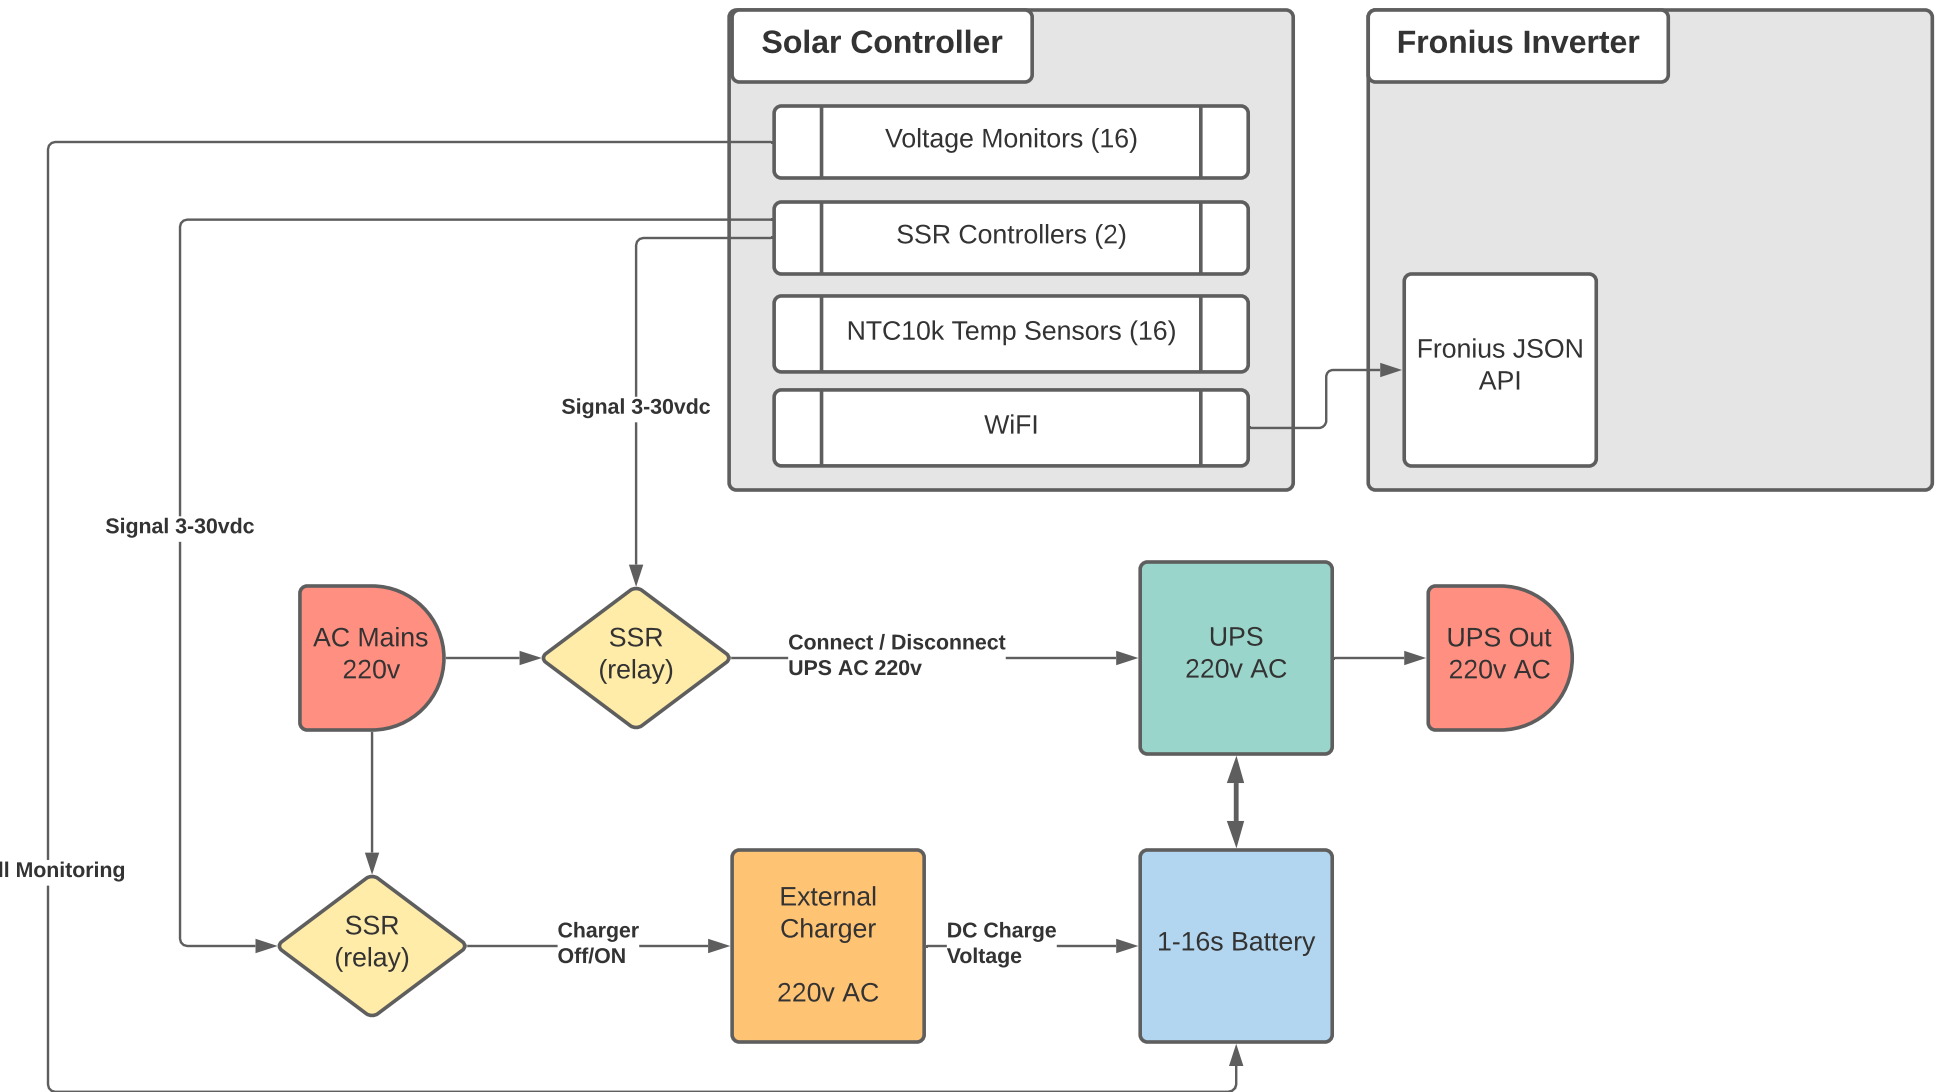 Solar Controller
Fronius Inverter
Voltage Monitors (16)
SSR Controllers (2)
NTC10k Temp Sensors (16)
WiFI
Fronius JSON
API
Signal 3-30vdc
Signal 3-30vdc
AC Mains
220v
SSR
(relay)
Connect / Disconnect
UPS AC 220v
UPS
220v AC
UPS Out
220v AC
Monitoring
SSR
(relay)
Charger
Off/ON
External
Charger
220v AC
DC Charge
Voltage
1-16s Battery